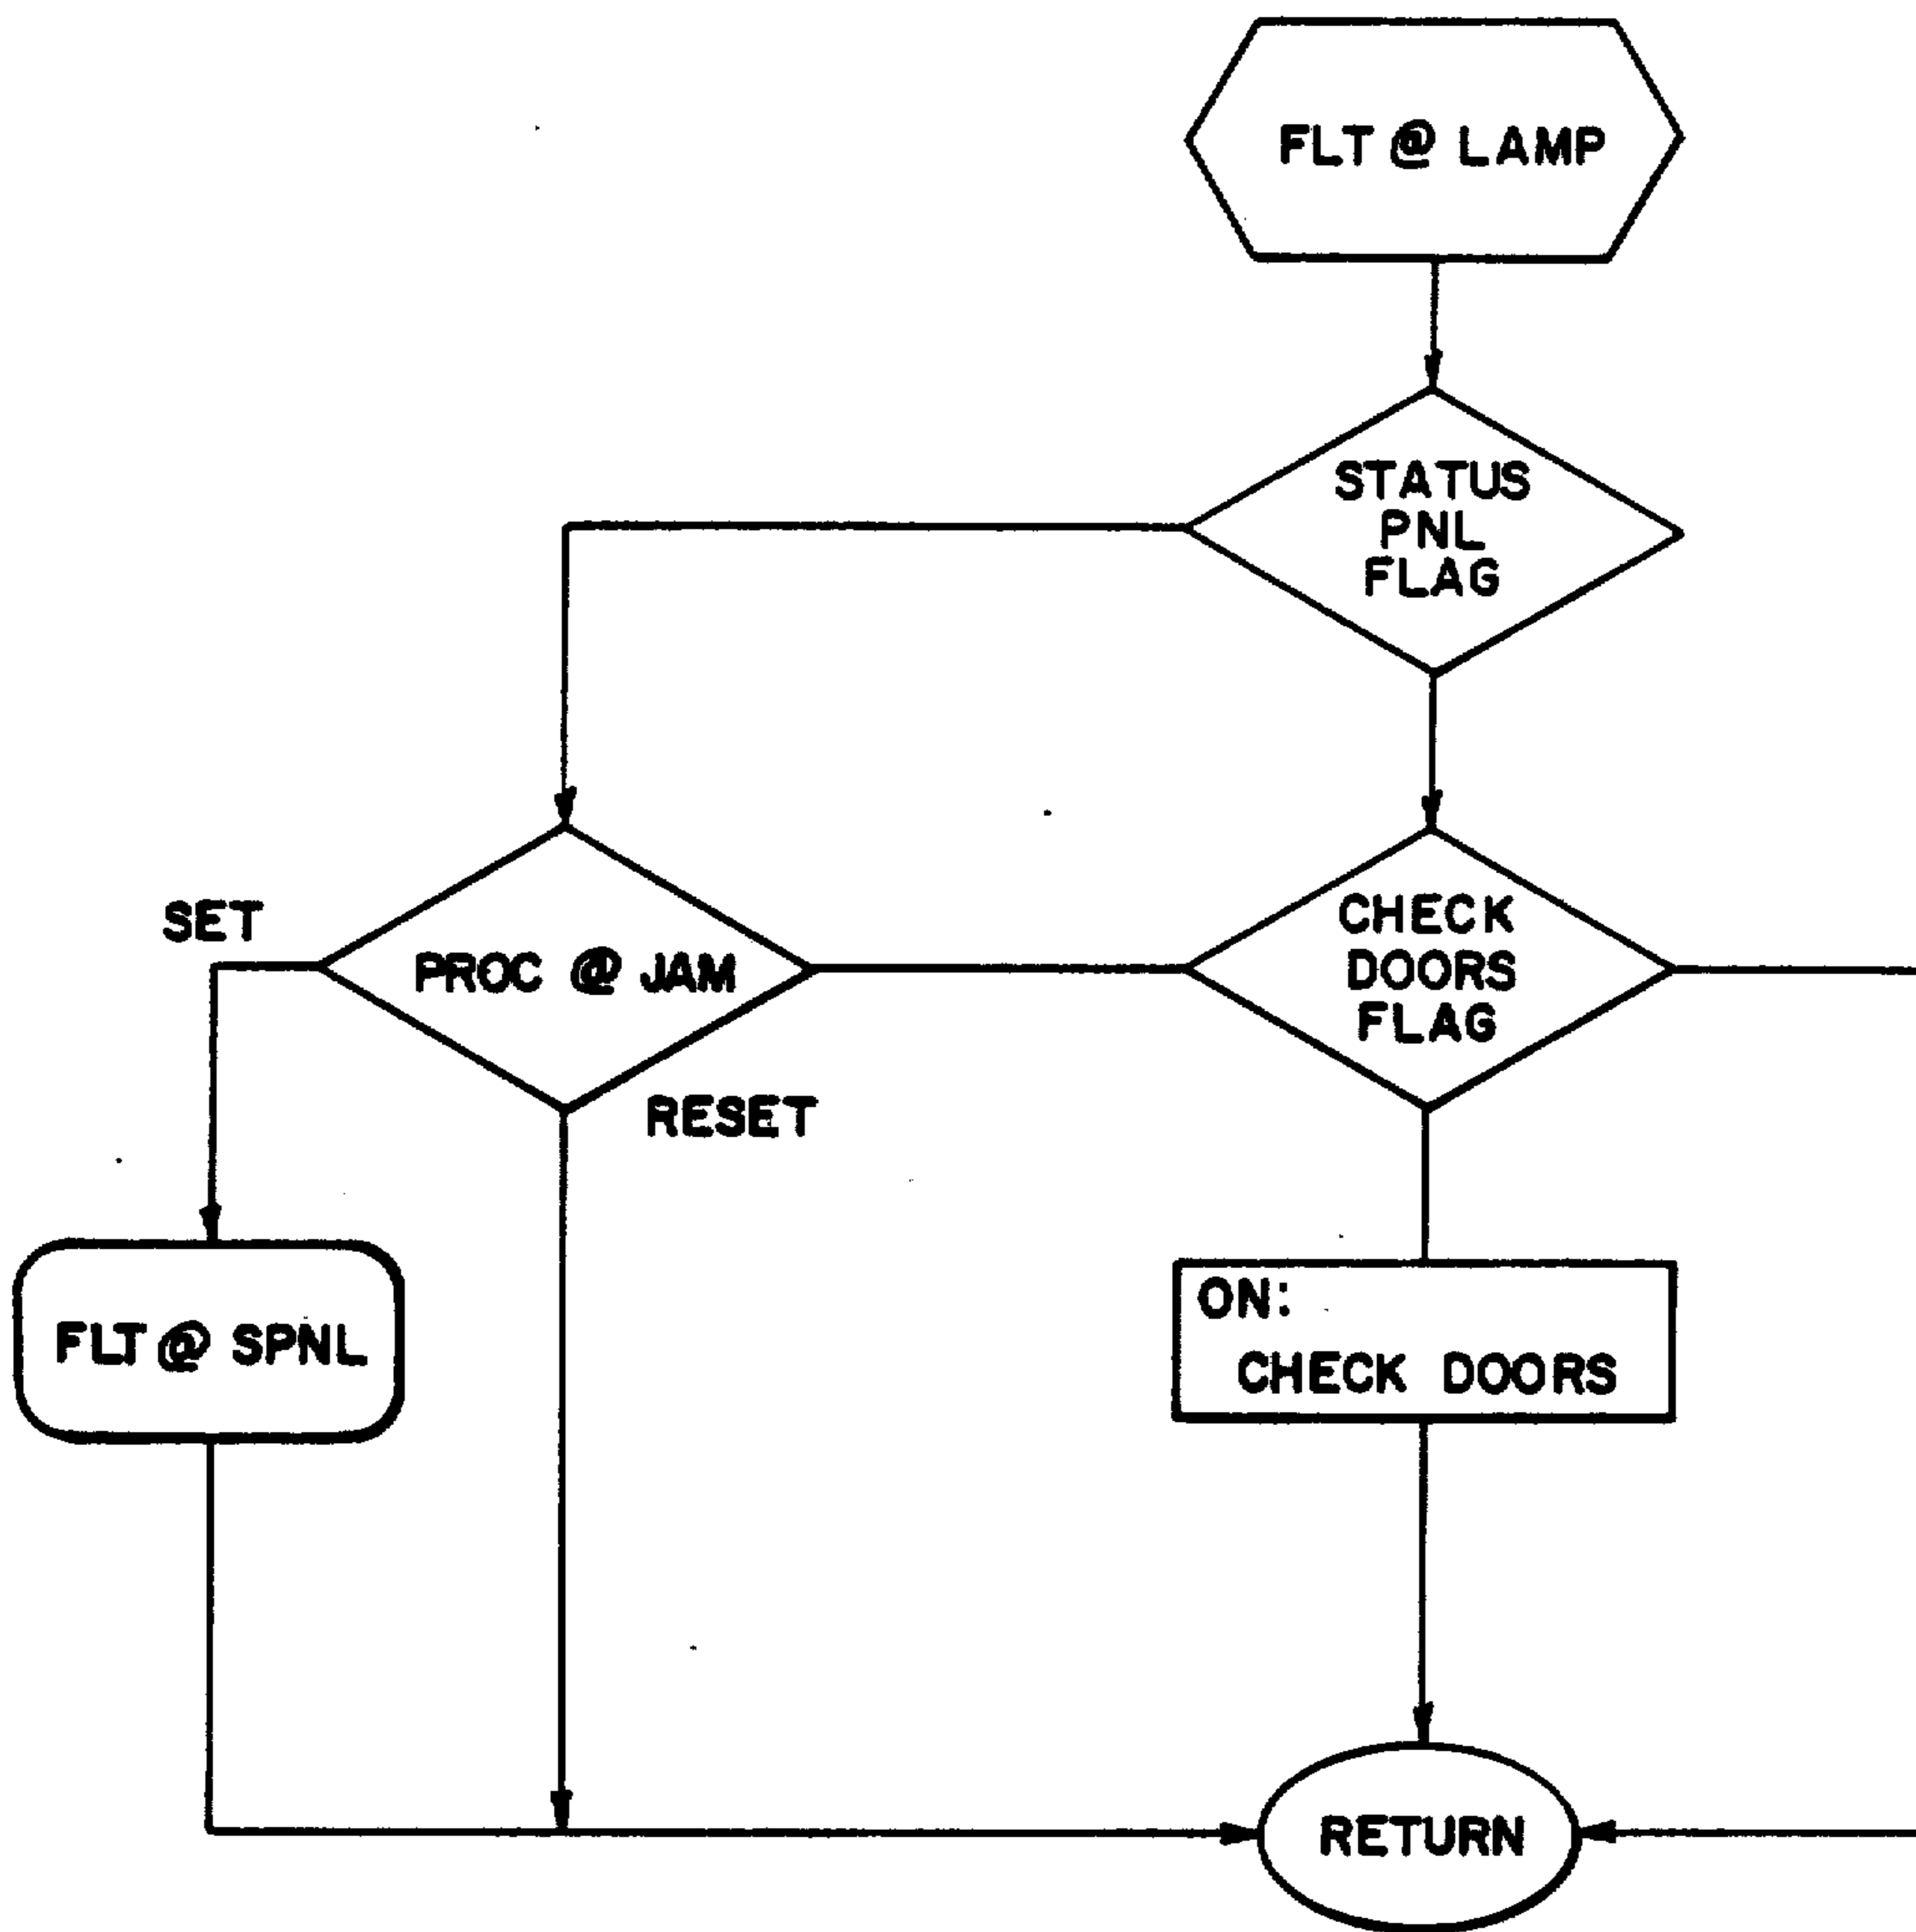 FLT @ LAMP
STATUS
PNL
FLAG
SET
PROC @ JAM
RESET
CHECK
DOORS
FLAG
FLT @ SPNL
ON:
CHECK DOORS
RETURN